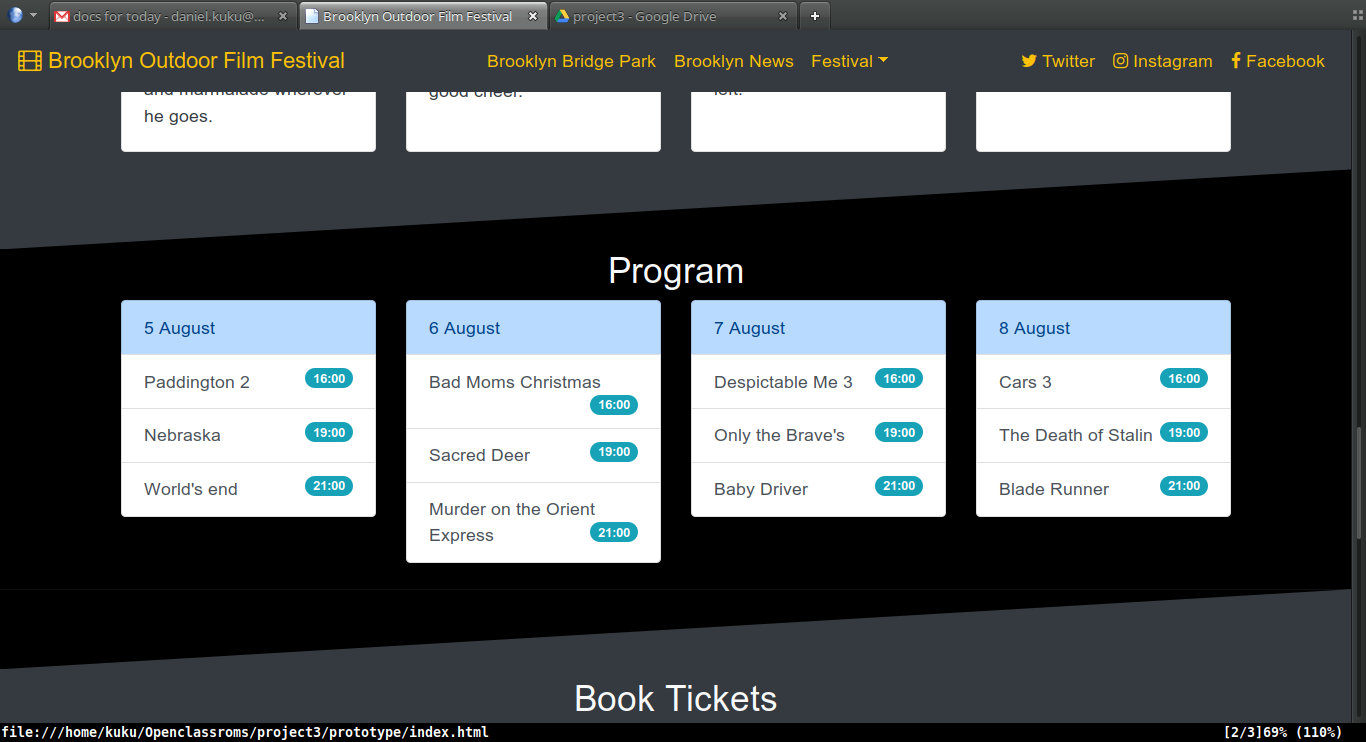 docs for today - daniel.kuku@...
Brooklyn Outdoor Film Festival
project3 - Google Drive
Brooklyn Outdoor Film Festival
Brooklyn Bridge Park
Brooklyn News
Festival
Twitter
Instagram
Facebook
and marmalade wherever
he goes.
good cheer.
left.
Program
5 August
Paddington 2 16:00
Nebraska 19:00
World's end 21:00
6 August
Bad Moms Christmas
16:00
Sacred Deer 19:00
Murder on the Orient
Express 21:00
7 August
Despictable Me 3 16:00
Only the Brave's 19:00
Baby Driver 21:00
8 August
Cars 3 16:00
The Death of Stalin 19:00
Blade Runner 21:00
Book Tickets
file:///home/kuku/Openclassroms/project3/prototype/index.html
[2/3]69% (110%)